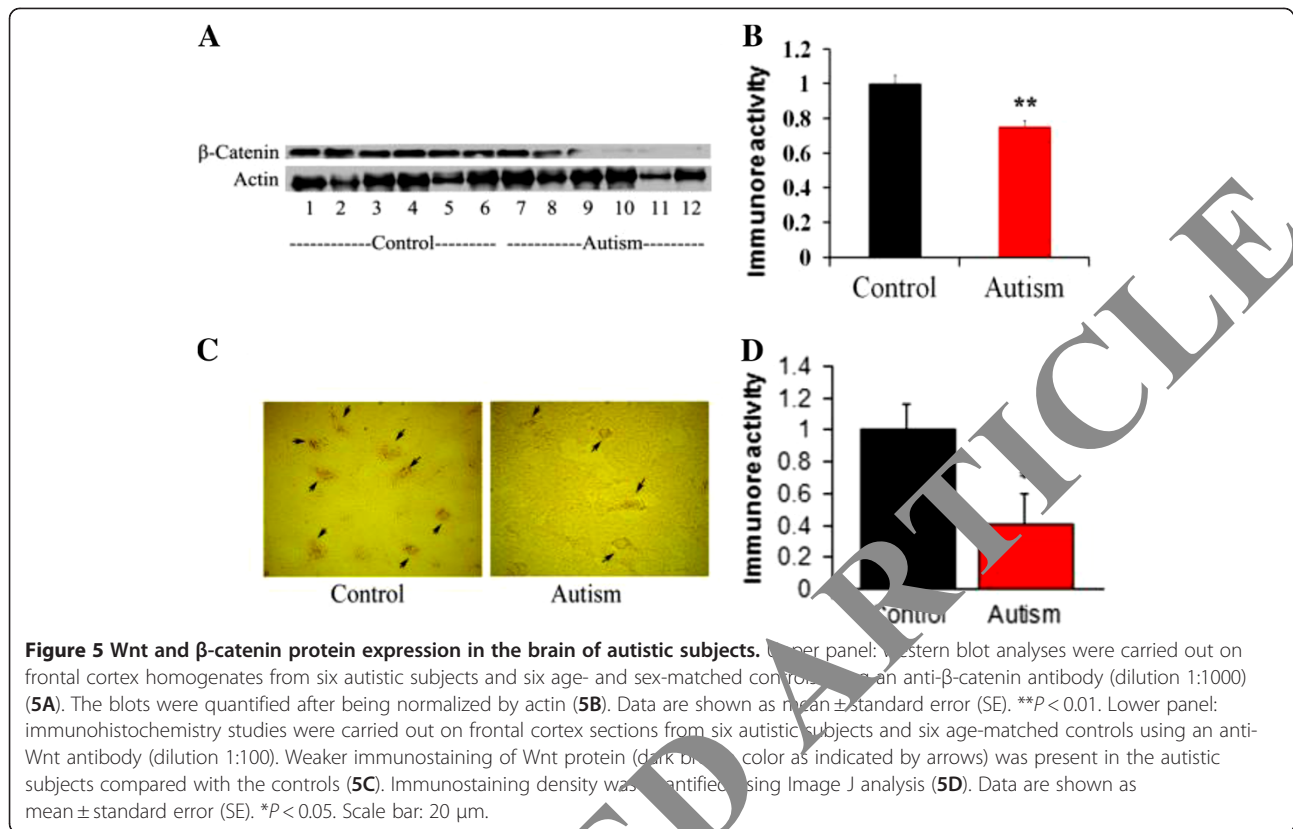 A
B
β-Catenin
Actin
1 2 3 4 5 6 7 8 9 10 11 12
------------Control--------- ----------Autism-------
Immunoreactivity
1.2
1
0.8
0.6
0.4
0.2
0
**
Control Autism
C
D
Control Autism
Immunoreactivity
1.4
1.2
1
0.8
0.6
0.4
0.2
0
Autism
ED ARTICLE
Figure 5 Wnt and β-catenin protein expression in the brain of autistic subjects. panel: blot analyses were carried out on
frontal cortex homogenates from six autistic subjects and six age- and sex-matched an anti-β-catenin antibody (dilution 1:1000)
(5A). The blots were quantified after being normalized by actin (5B). Data are shown as mean ± standard error (SE). **P < 0.01. Lower panel:
immunohistochemistry studies were carried out on frontal cortex sections from six autistic subjects and six age-matched controls using an anti-
Wnt antibody (dilution 1:100). Weaker immunostaining of Wnt protein (dark color as indicated by arrows) was present in the autistic
subjects compared with the controls (5C). Immunostaining density was using Image J analysis (5D). Data are shown as
mean ± standard error (SE). *P < 0.05. Scale bar: 20 μm.